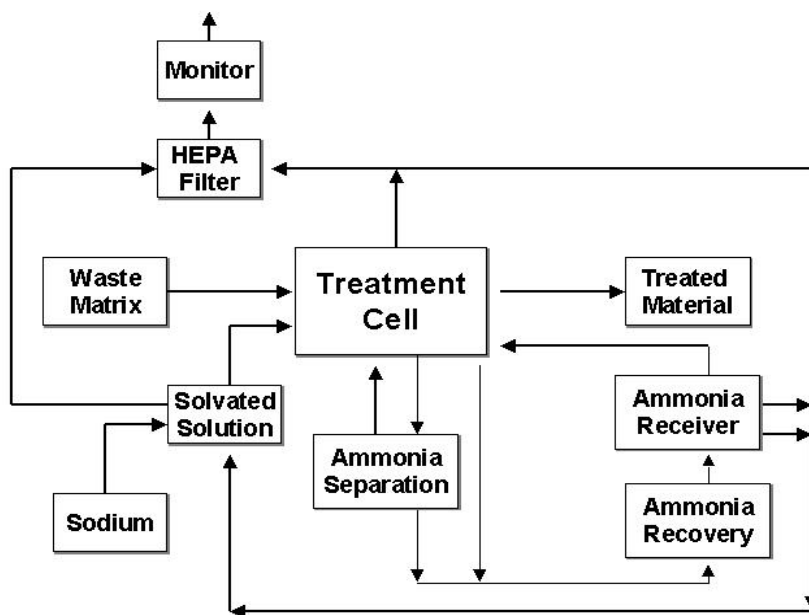 Monitor
HEPA
Filter
Waste
Matrix
Treatment
Cell
Treated
Material
Solvated
Solution
Ammonia
Receiver
Ammonia
Separation
Sodium
Ammonia
Recovery